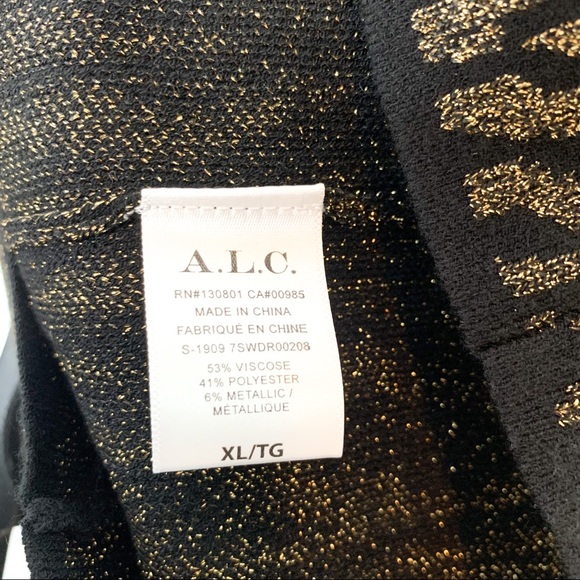 A.L.C.
RN#130801 CA#00985
MADE IN CHINA
FABRIQUÉ EN CHINE
S-1909 7SWDR00208
53% VISCOSE
41% POLYESTER
6% METALLIC /
MÉTALLIQUE
XL/TG